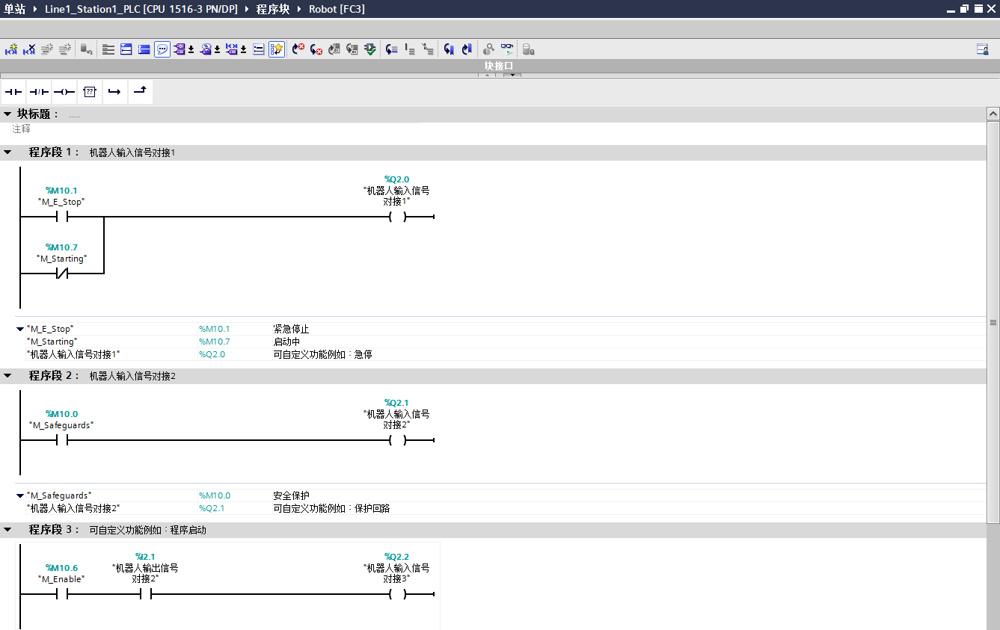 单站 ▸ Line1_Station1_PLC [CPU 1516-3 PN/DP] ▸ 程序块 ▸ Robot [FC3]
块接口
块标题： .....
注释
程序段 1： 机器人输入信号对接1
%Q2.0
%M10.1 "机器人输入信号
"M_E_Stop" 对接1"
%M10.7
"M_Starting"
"M_E_Stop" %M10.1 紧急停止
"M_Starting" %M10.7 启动中
"机器人输入信号对接1" %Q2.0 可自定义功能例如：急停
程序段 2： 机器人输入信号对接2
%Q2.1
%M10.0 "机器人输入信号
"M_Safeguards" 对接2"
"M_Safeguards" %M10.0 安全保护
"机器人输入信号对接2" %Q2.1 可自定义功能例如：保护回路
程序段 3： 可自定义功能例如：程序启动
%I2.1 %Q2.2
%M10.6 "机器人输出信号 "机器人输入信号
"M_Enable" 对接2" 对接3"